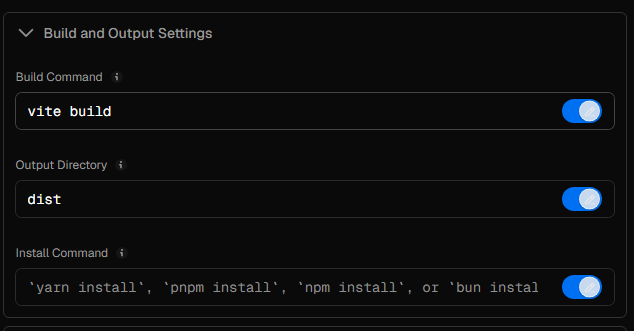 Build and Output Settings
Build Command
vite build
Output Directory
dist
Install Command
`yarn install`, `pnpm install`, `npm install`, or `bun instal